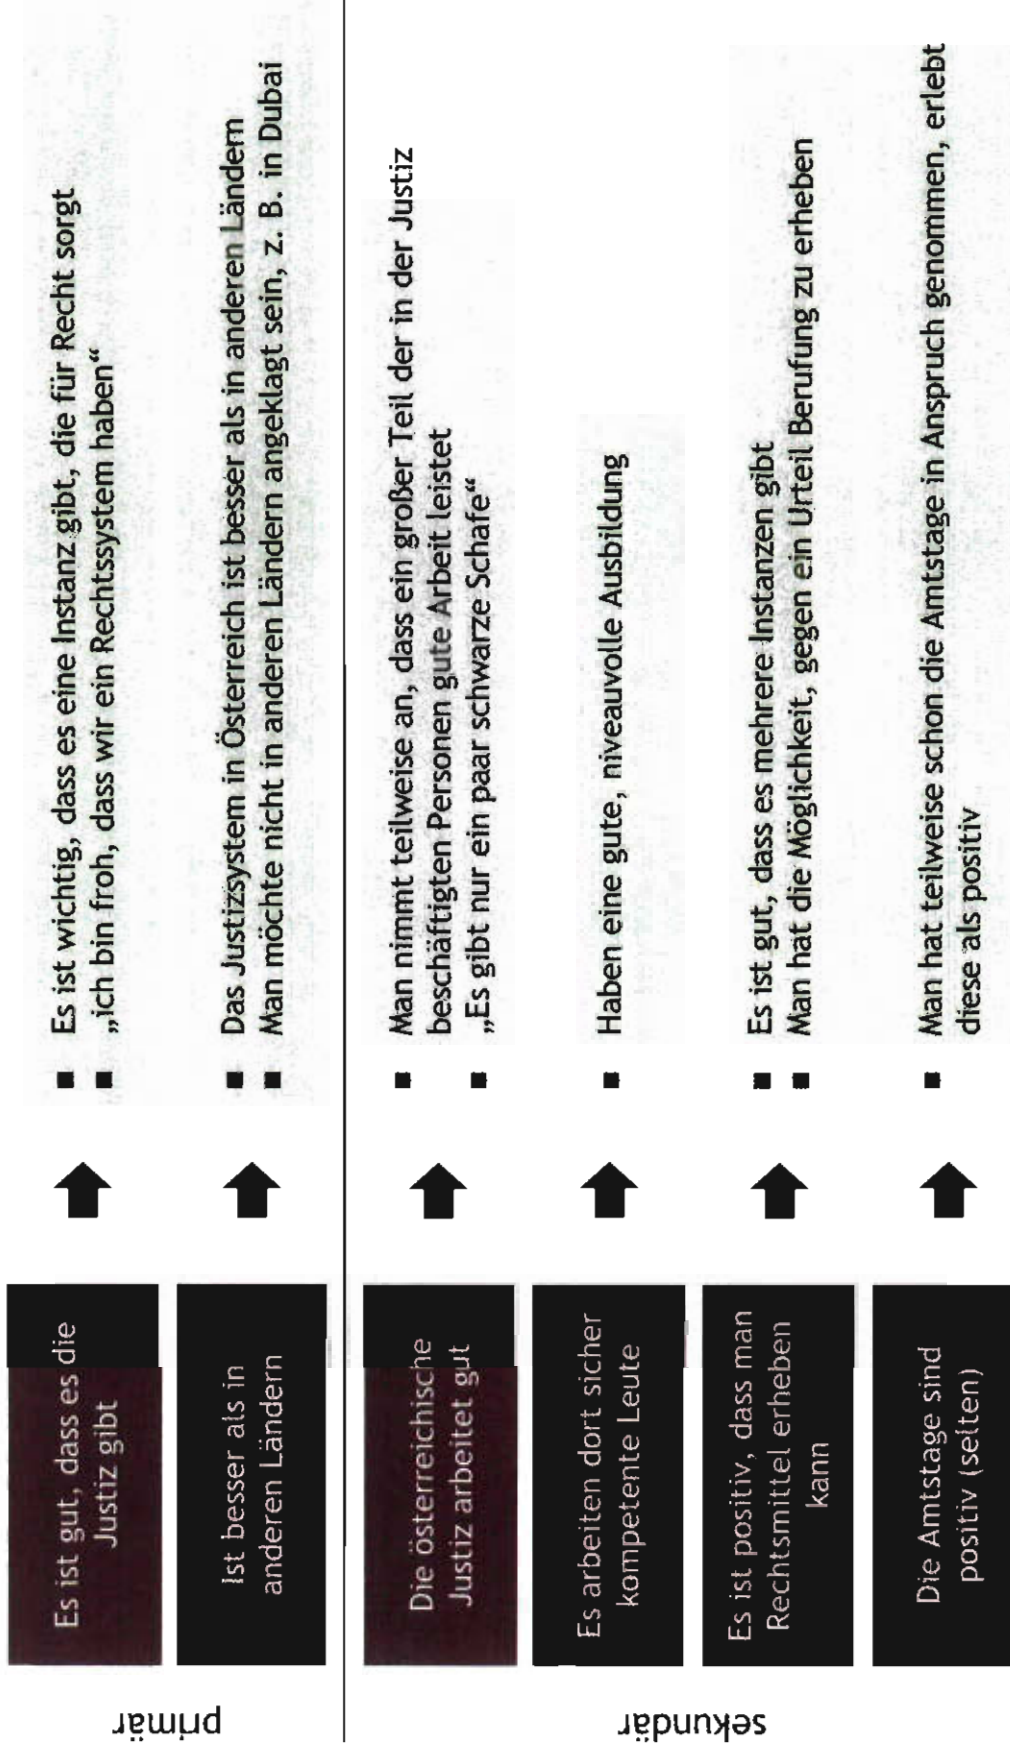 primär
Es ist gut, dass es die
Justiz gibt
■ Es ist wichtig, dass es eine Instanz gibt, die für Recht sorgt
■ „ich bin froh, dass wir ein Rechtssystem haben“
Ist besser als in
anderen Ländern
■ Das Justizsystem in Österreich ist besser als in anderen Ländern
■ Man möchte nicht in anderen Ländern angeklagt sein, z. B. in Dubai
sekundär
Die österreichische
Justiz arbeitet gut
■ Man nimmt teilweise an, dass ein großer Teil der in der Justiz
beschäftigten Personen gute Arbeit leistet
■ „Es gibt nur ein paar schwarze Schafe“
Es arbeiten dort sicher
kompetente Leute
■ Haben eine gute, niveauvolle Ausbildung
Es ist positiv, dass man
Rechtsmittel erheben
kann
■ Es ist gut, dass es mehrere Instanzen gibt
■ Man hat die Möglichkeit, gegen ein Urteil Berufung zu erheben
Die Amtstage sind
positiv (selten)
■ Man hat teilweise schon die Amtstage in Anspruch genommen, erlebt
diese als positiv